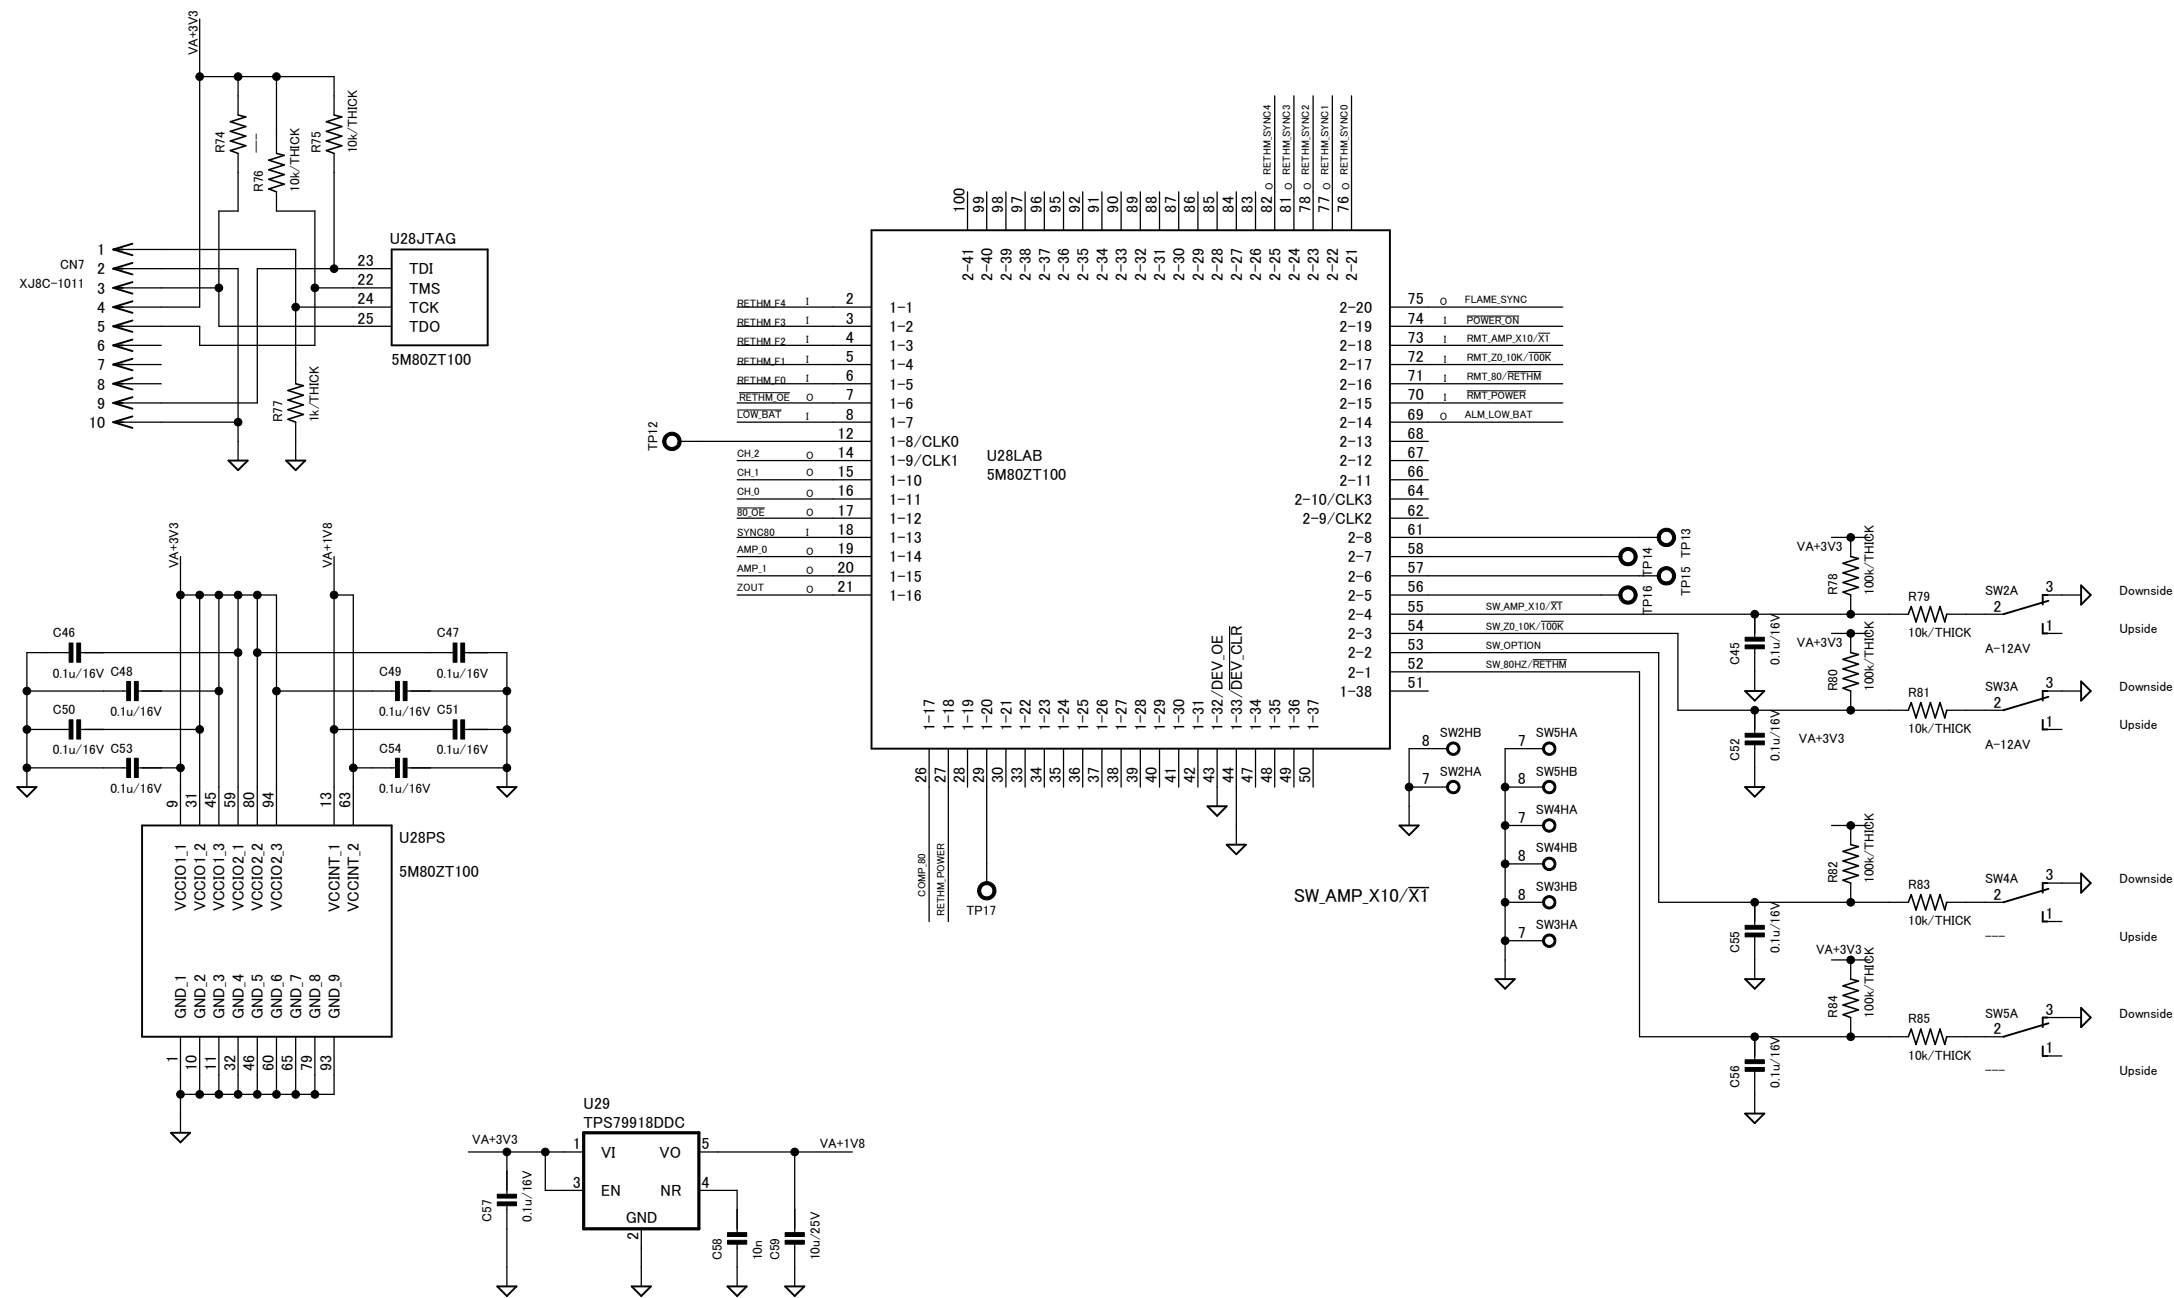 VA+3V3
R74
---
R76
10k/THICK
R75
10k/THICK
CN7
XJ8C-1011
1
2
3
4
5
6
7
8
9
10
R77
1k/THICK
U28JTAG
23 TDI
22 TMS
24 TCK
25 TDO
5M80ZT100
VA+3V3
VA+1V8
C46
0.1u/16V
C47
0.1u/16V
C48
0.1u/16V
C49
0.1u/16V
C50
0.1u/16V
C51
0.1u/16V
C53
0.1u/16V
C54
0.1u/16V
9 VCCIO1_1
31 VCCIO1_2
45 VCCIO1_3
59 VCCIO2_1
80 VCCIO2_2
94 VCCIO2_3
13 VCCINT_1
63 VCCINT_2
U28PS
5M80ZT100
GND_1 1
GND_2 10
GND_3 11
GND_4 32
GND_5 46
GND_6 60
GND_7 65
GND_8 79
GND_9 93
U29
TPS79918DDC
VA+3V3
1 VI
3 EN
VO 5
NR 4
GND
2
VA+1V8
C57
0.1u/16V
C58
10n
C59
10u/25V
TP12
RETHM_F4 I 2 1-1
RETHM_F3 I 3 1-2
RETHM_F2 I 4 1-3
RETHM_F1 I 5 1-4
RETHM_F0 I 6 1-5
RETHM_OE O 7 1-6
LOW_BAT I 8 1-7
12 1-8/CLK0
CH_2 O 14 1-9/CLK1
CH_1 O 15 1-10
CH_0 O 16 1-11
80_OE O 17 1-12
SYNC80 I 18 1-13
AMP_0 O 19 1-14
AMP_1 O 20 1-15
ZOUT O 21 1-16
U28LAB
5M80ZT100
100 2-41
99 2-40
98 2-39
97 2-38
96 2-37
95 2-36
92 2-35
91 2-34
90 2-33
89 2-32
88 2-31
87 2-30
86 2-29
85 2-28
84 2-27
83 2-26
82 O RETHM_SYNC4 2-25
81 O RETHM_SYNC3 2-24
78 O RETHM_SYNC2 2-23
77 O RETHM_SYNC1 2-22
76 O RETHM_SYNC0 2-21
2-20 75 O FLAME_SYNC
2-19 74 I POWER_ON
2-18 73 I RMT_AMP_X10/X1
2-17 72 I RMT_Z0_10K/100K
2-16 71 I RMT_80/RETHM
2-15 70 I RMT_POWER
2-14 69 O ALM_LOW_BAT
2-13 68
2-12 67
2-11 66
2-10/CLK3 64
2-9/CLK2 62
2-8 61 TP13
2-7 58 TP14
2-6 57 TP15
2-5 56 TP16
2-4 55 SW_AMP_X10/X1
2-3 54 SW_Z0_10K/100K
2-2 53 SW_OPTION
2-1 52 SW_80HZ/RETHM
1-38 51
1-17 26 COMP_80
1-18 27 RETHM_POWER
1-19 28
1-20 29 TP17
1-21 30
1-22 33
1-23 34
1-24 35
1-25 36
1-26 37
1-27 38
1-28 39
1-29 40
1-30 41
1-31 42
1-32/DEV_OE 43
1-33/DEV_CLR 44
1-34 47
1-35 48
1-36 49
1-37 50
8 SW2HB
7 SW2HA
7 SW5HA
8 SW5HB
7 SW4HA
8 SW4HB
8 SW3HB
7 SW3HA
SW_AMP_X10/X1
VA+3V3
R78
100k/THICK
C45
0.1u/16V
R79
10k/THICK
SW2A
2
3
1
A-12AV
Downside
Upside
VA+3V3
R80
100k/THICK
C52
0.1u/16V
VA+3V3
R81
10k/THICK
SW3A
2
3
1
A-12AV
Downside
Upside
R82
100k/THICK
C55
0.1u/16V
R83
10k/THICK
SW4A
2
3
1
---
Downside
Upside
VA+3V3
R84
100k/THICK
C56
0.1u/16V
R85
10k/THICK
SW5A
2
3
1
---
Downside
Upside